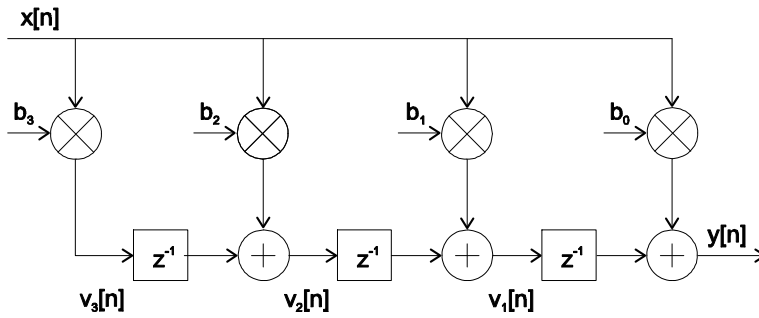 x[n]
b₃ b₂ b₁ b₀
z⁻¹ + z⁻¹ + z⁻¹ + y[n]
v₃[n] v₂[n] v₁[n]